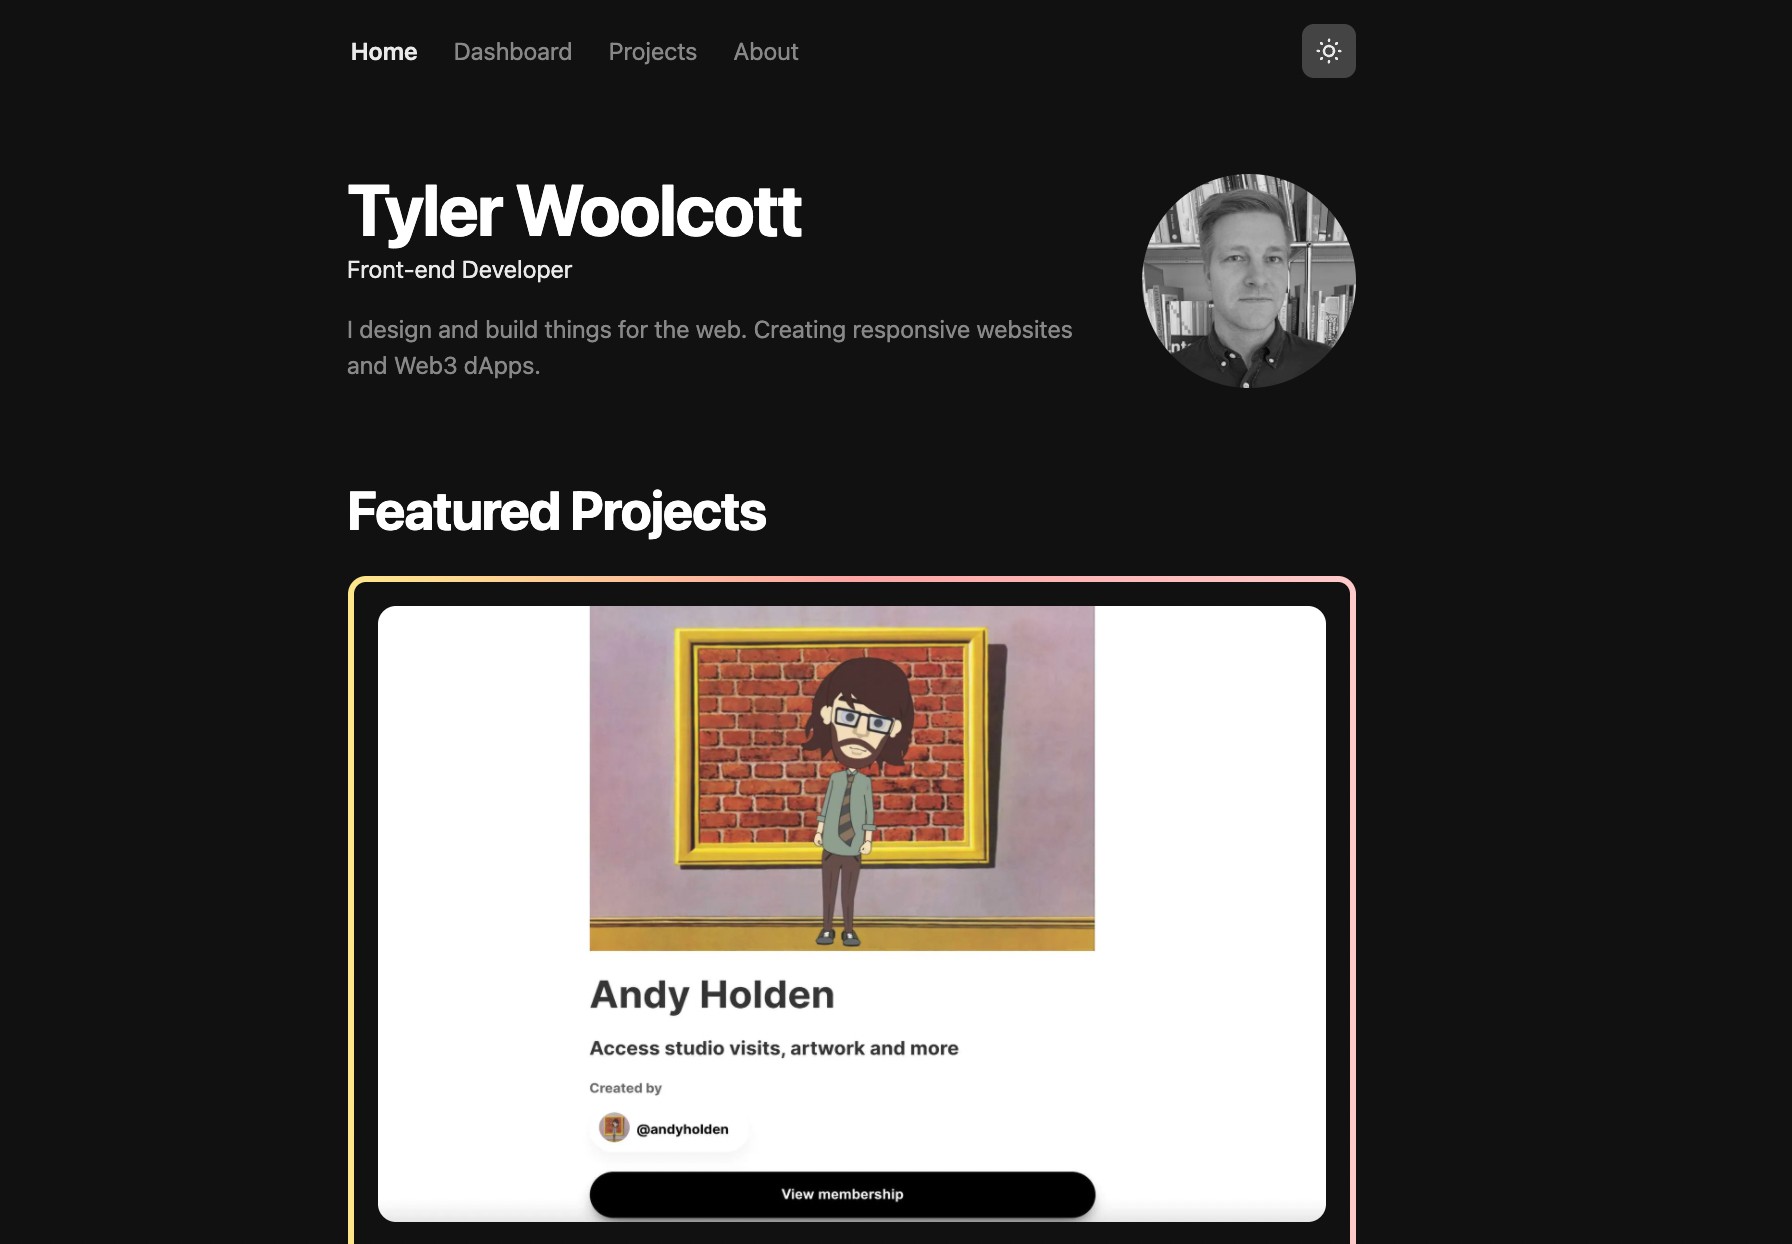 Home Dashboard Projects About
Tyler Woolcott
Front-end Developer
I design and build things for the web. Creating responsive websites
and Web3 dApps.
Featured Projects
Andy Holden
Access studio visits, artwork and more
Created by
@andyholden
View membership